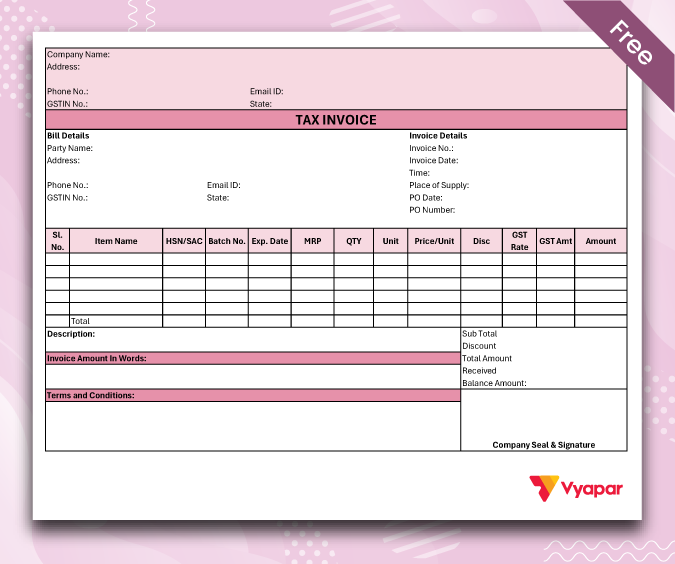 Free
Company Name:
Address:
Phone No.: Email ID:
GSTIN No.: State:
TAX INVOICE
Bill Details Invoice Details
Party Name: Invoice No.:
Address: Invoice Date:
Time:
Phone No.: Email ID: Place of Supply:
GSTIN No.: State: PO Date:
PO Number:
Sl. No. Item Name HSN/SAC Batch No. Exp. Date MRP QTY Unit Price/Unit Disc GST Rate GST Amt Amount
Total
Description: Sub Total
Discount
Invoice Amount In Words: Total Amount
Received
Balance Amount:
Terms and Conditions:
Company Seal & Signature
Vyapar